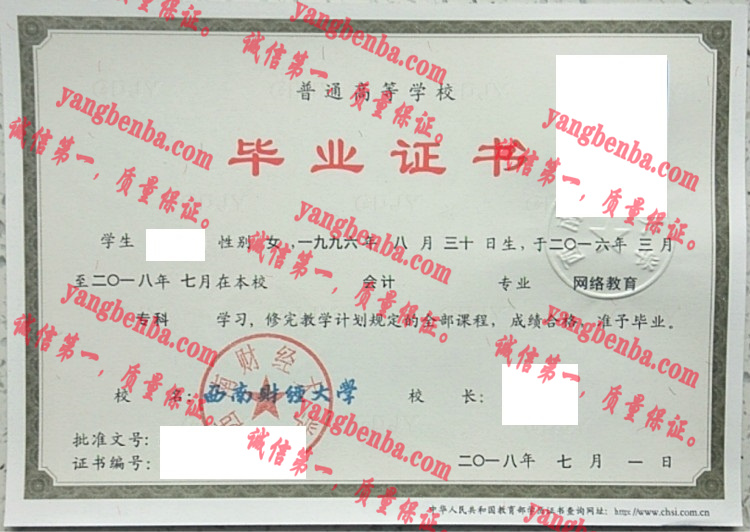 普通高等学校
毕业证书
学生 性别 女 ,一九九六年 八 月 三十 日生, 于二〇一六年 三 月
至二〇一八年 七月在本校 会计 专业 网络教育
专科 学习, 修完教学计划规定的全部课程, 成绩合格, 准予毕业。
校 名: 西南财经大学 校 长:
批准文号:
证书编号: 二〇一八年 七 月 一 日
中华人民共和国教育部学历证书查询网址: http://www.chsi.com.cn
yangbenba.com
诚信第一,质量保证。